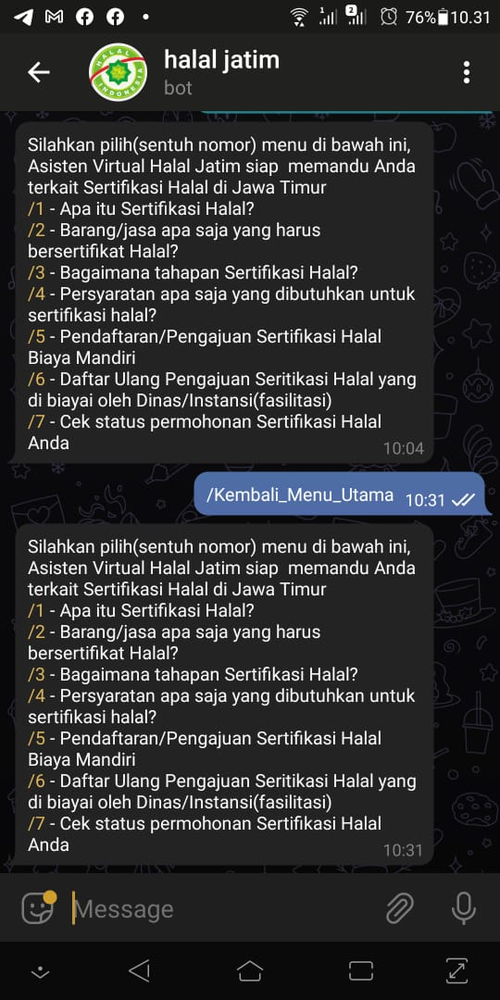 76% 10.31
HALAL
INDONESIA
halal jatim
bot
Silahkan pilih(sentuh nomor) menu di bawah ini,
Asisten Virtual Halal Jatim siap  memandu Anda
terkait Sertifikasi Halal di Jawa Timur
/1 - Apa itu Sertifikasi Halal?
/2 - Barang/jasa apa saja yang harus
bersertifikat Halal?
/3 - Bagaimana tahapan Sertifikasi Halal?
/4 - Persyaratan apa saja yang dibutuhkan untuk
sertifikasi halal?
/5 - Pendaftaran/Pengajuan Sertifikasi Halal
Biaya Mandiri
/6 - Daftar Ulang Pengajuan Seritikasi Halal yang
di biayai oleh Dinas/Instansi(fasilitasi)
/7 - Cek status permohonan Sertifikasi Halal
Anda
10:04
/Kembali_Menu_Utama 10:31
Silahkan pilih(sentuh nomor) menu di bawah ini,
Asisten Virtual Halal Jatim siap  memandu Anda
terkait Sertifikasi Halal di Jawa Timur
/1 - Apa itu Sertifikasi Halal?
/2 - Barang/jasa apa saja yang harus
bersertifikat Halal?
/3 - Bagaimana tahapan Sertifikasi Halal?
/4 - Persyaratan apa saja yang dibutuhkan untuk
sertifikasi halal?
/5 - Pendaftaran/Pengajuan Sertifikasi Halal
Biaya Mandiri
/6 - Daftar Ulang Pengajuan Seritikasi Halal yang
di biayai oleh Dinas/Instansi(fasilitasi)
/7 - Cek status permohonan Sertifikasi Halal
Anda
10:31
Message